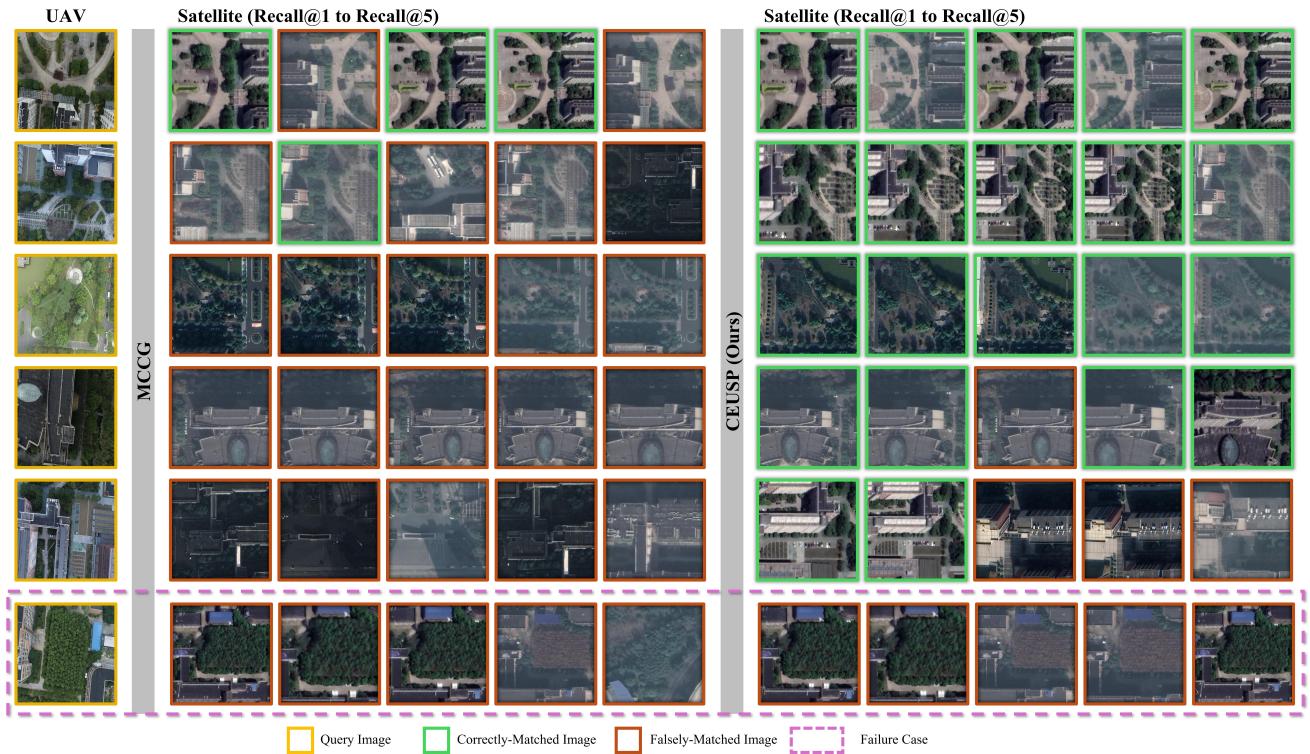 UAV
Satellite (Recall@1 to Recall@5)
Satellite (Recall@1 to Recall@5)
MCCG
CEUSP (Ours)
Query Image
Correctly-Matched Image
Falsely-Matched Image
Failure Case